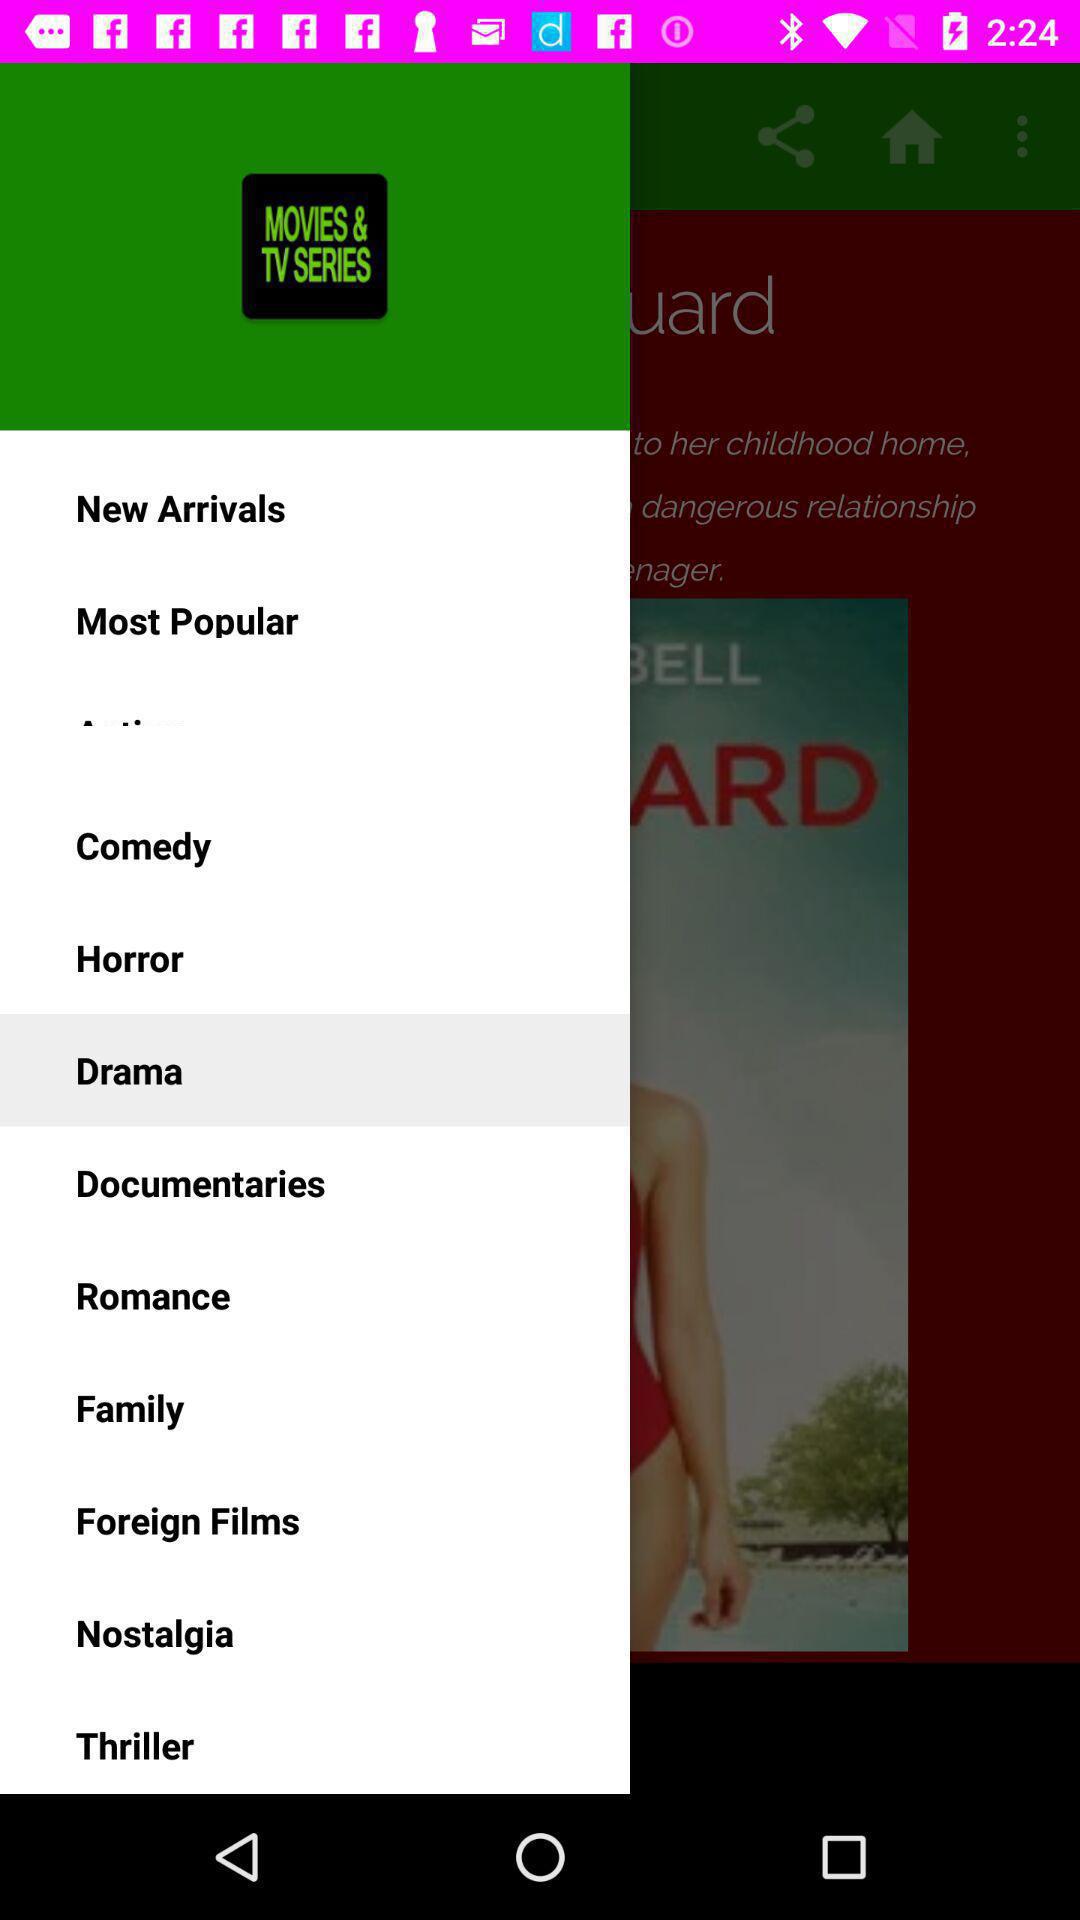 2:24
MOVIES &
TV SERIES
uard
to her childhood home,
dangerous relationship
enager.
BELL
ARD
New Arrivals
Most Popular
Comedy
Horror
Drama
Documentaries
Romance
Family
Foreign Films
Nostalgia
Thriller